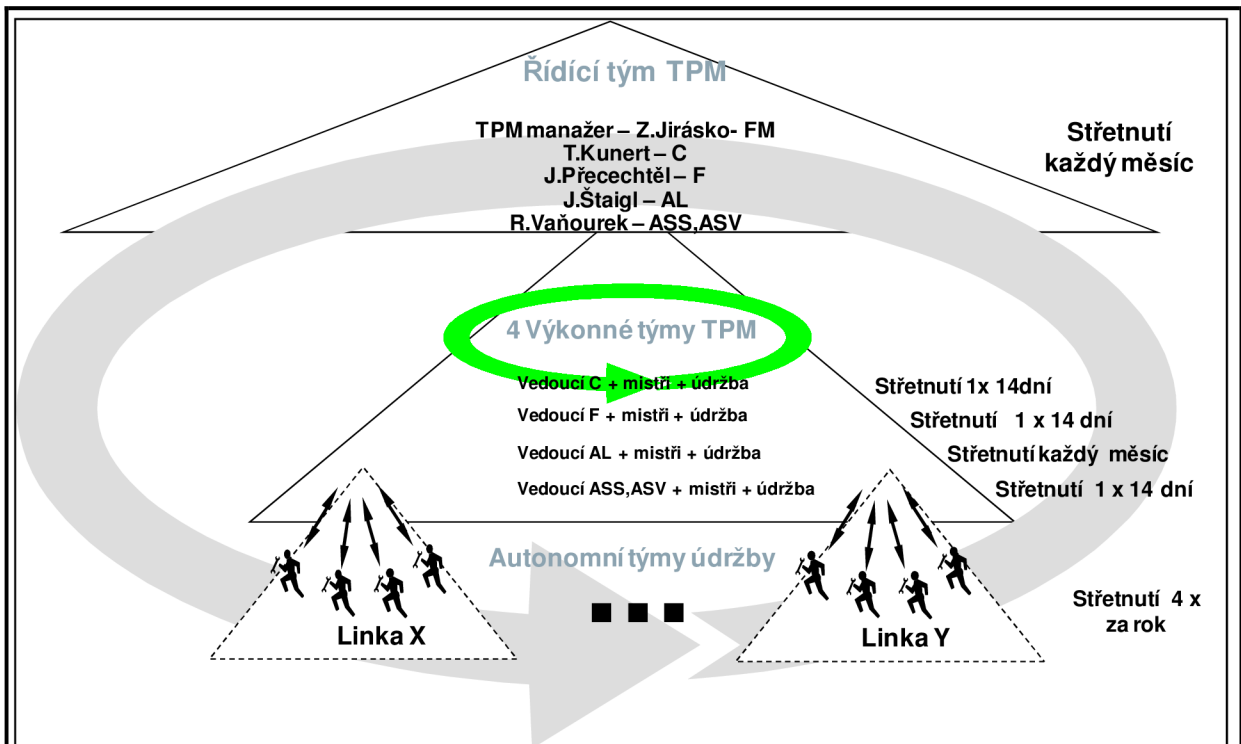 Řídící tým TPM
TPM manažer – Z.Jirásko- FM
T.Kunert – C
J.Přecechtěl – F
J.Štaigl – AL
R.Vaňourek – ASS,ASV
Střetnutí
každý měsíc
4 Výkonné týmy TPM
Vedoucí C + mistři + údržba
Střetnutí 1x 14dní
Vedoucí F + mistři + údržba
Střetnutí 1 x 14 dní
Vedoucí AL + mistři + údržba
Střetnutí každý měsíc
Vedoucí ASS,ASV + mistři + údržba
Střetnutí 1 x 14 dní
Autonomní týmy údržby
Linka X
Linka Y
Střetnutí 4 x
za rok